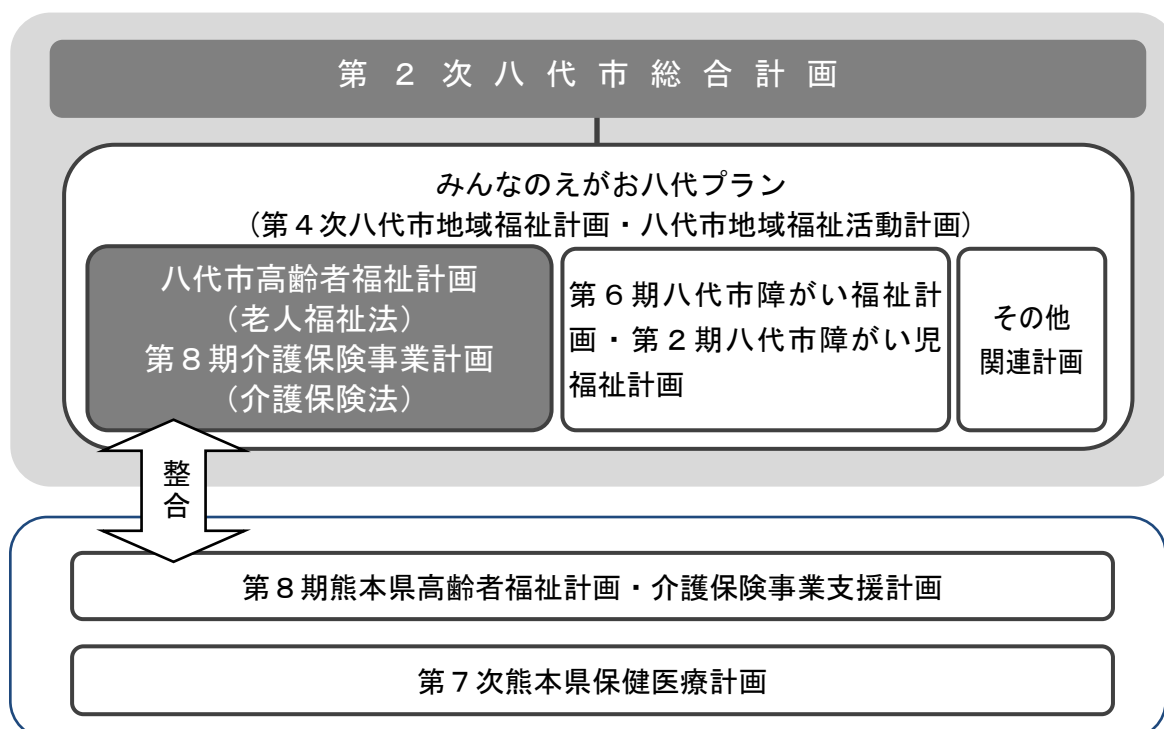 第２次八代市総合計画
みんなのえがお八代プラン
（第４次八代市地域福祉計画・八代市地域福祉活動計画）
八代市高齢者福祉計画
（老人福祉法）
第８期介護保険事業計画
（介護保険法）
第６期八代市障がい福祉計
画・第２期八代市障がい児
福祉計画
その他
関連計画
整合
第８期熊本県高齢者福祉計画・介護保険事業支援計画
第７次熊本県保健医療計画